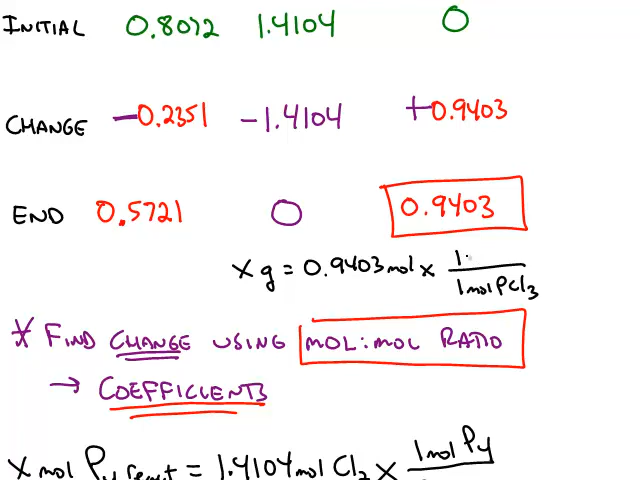 INITIAL 0.8072 1.4104 0
CHANGE -0.2351 -1.4104 +0.9403
END 0.5721 0 0.9403
x g = 0.9403 mol x 1. / 1 mol PCl3
* FIND CHANGE USING MOL:MOL RATIO
→ COEFFICIENTS
x mol P4 react = 1.4104 mol Cl2 x 1 mol P4